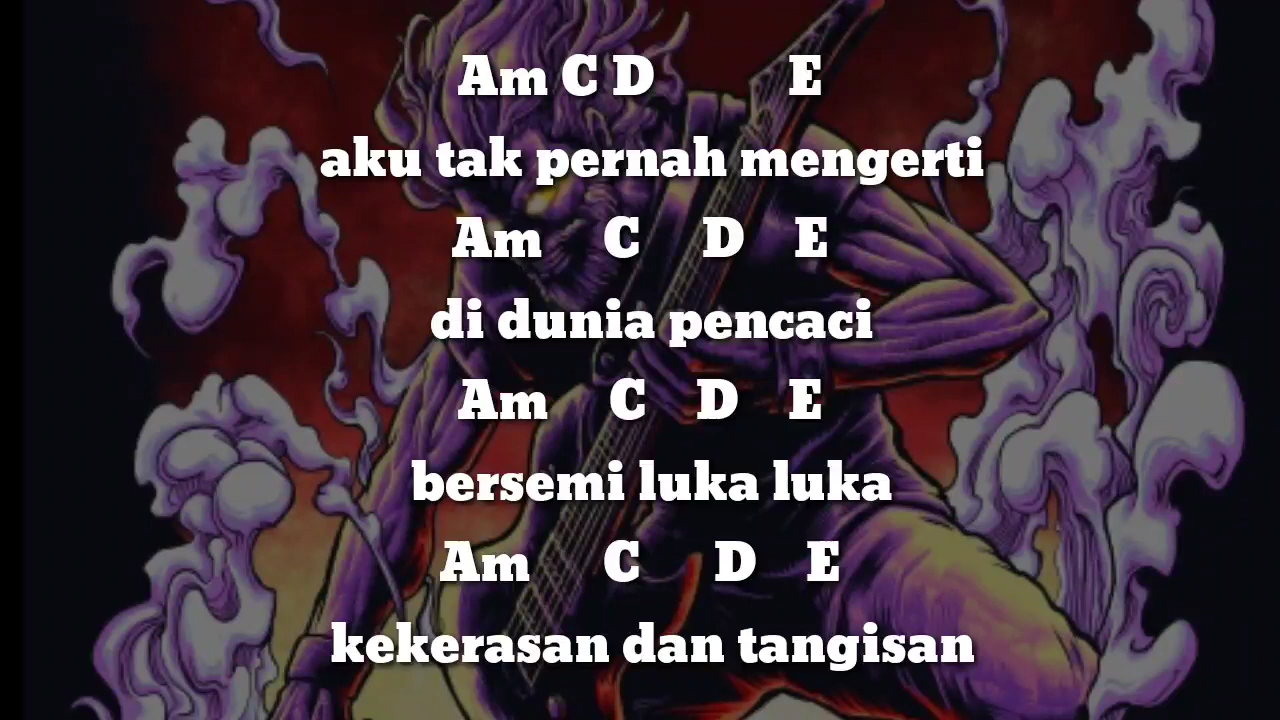 Am C D E
aku tak pernah mengerti
Am C D E
di dunia pencaci
Am C D E
bersemi luka luka
Am C D E
kekerasan dan tangisan